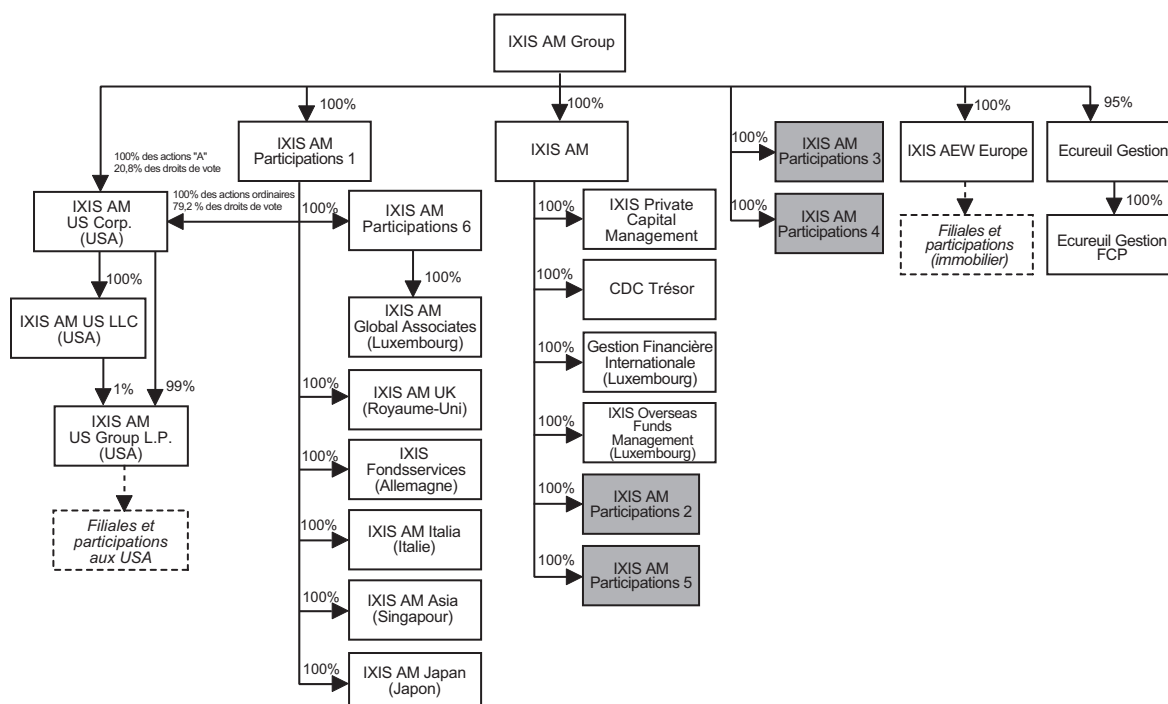 IXIS AM Group
100%
100%
100%
95%
100% des actions "A"
20,8% des droits de vote
IXIS AM
Participations 1
IXIS AM
100%
IXIS AM
Participations 3
IXIS AEW Europe
Ecureuil Gestion
100% des actions ordinaires
79,2 % des droits de vote
IXIS AM
US Corp.
(USA)
100%
IXIS AM
Participations 6
100%
IXIS Private
Capital
Management
100%
IXIS AM
Participations 4
Filiales et
participations
(immobilier)
100%
Ecureuil Gestion
FCP
100%
IXIS AM US LLC
(USA)
100%
IXIS AM
Global Associates
(Luxembourg)
100%
CDC Trésor
100%
Gestion Financière
Internationale
(Luxembourg)
1%
99%
IXIS AM
US Group L.P.
(USA)
100%
IXIS AM UK
(Royaume-Uni)
100%
IXIS Overseas
Funds
Management
(Luxembourg)
100%
IXIS
Fondsservices
(Allemagne)
100%
IXIS AM
Participations 2
Filiales et
participations
aux USA
100%
IXIS AM Italia
(Italie)
100%
IXIS AM
Participations 5
100%
IXIS AM Asia
(Singapour)
100%
IXIS AM Japan
(Japon)